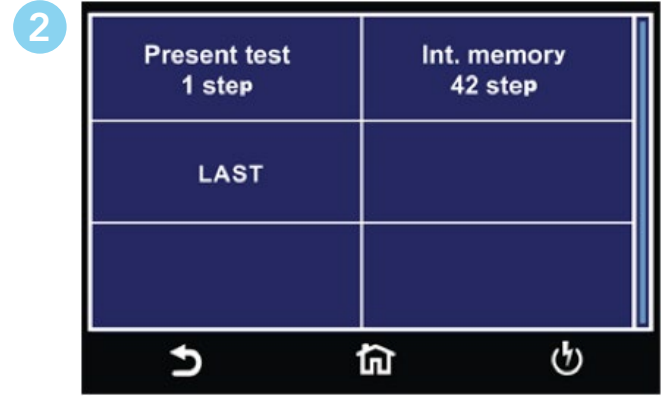 2
Present test
1 step
Int. memory
42 step
LAST